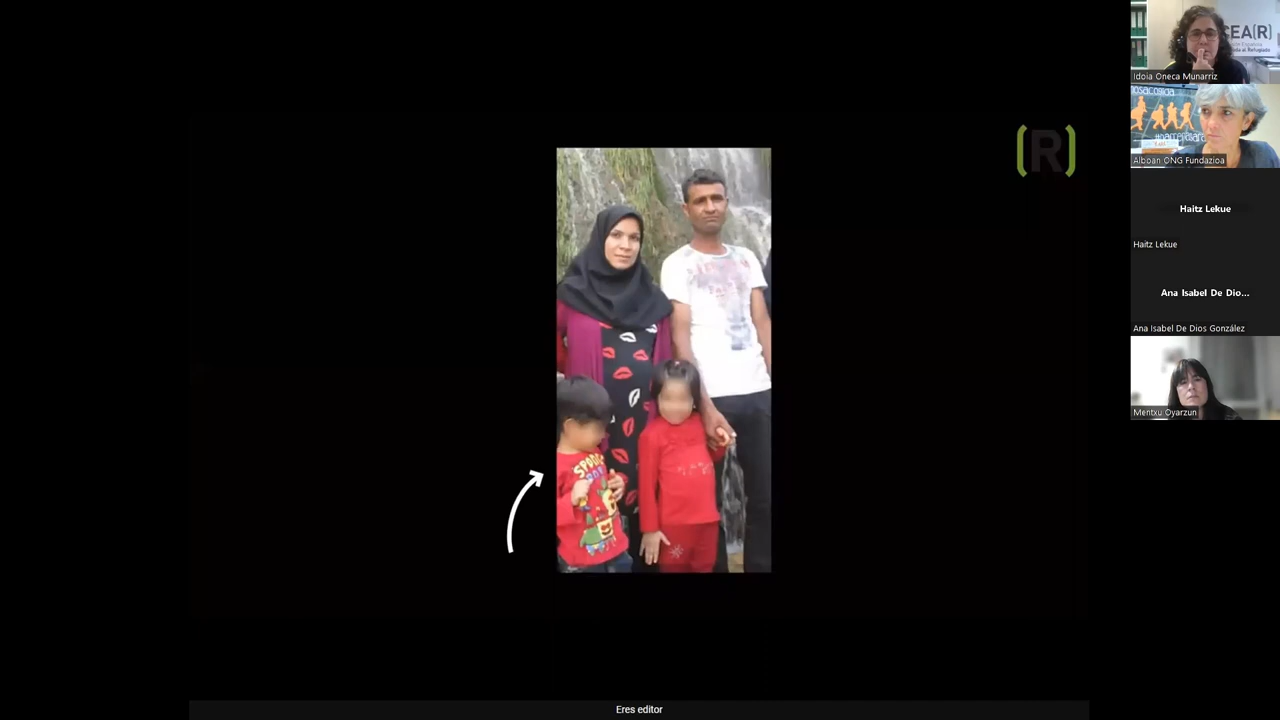 (R)
SPOO
Eres editor
CEA(R)
Idoia Oneca Munarriz
Alboan ONG Fundazioa
Haitz Lekue
Haitz Lekue
Ana Isabel De Dio...
Ana Isabel De Dios González
Mentxu Oyarzun